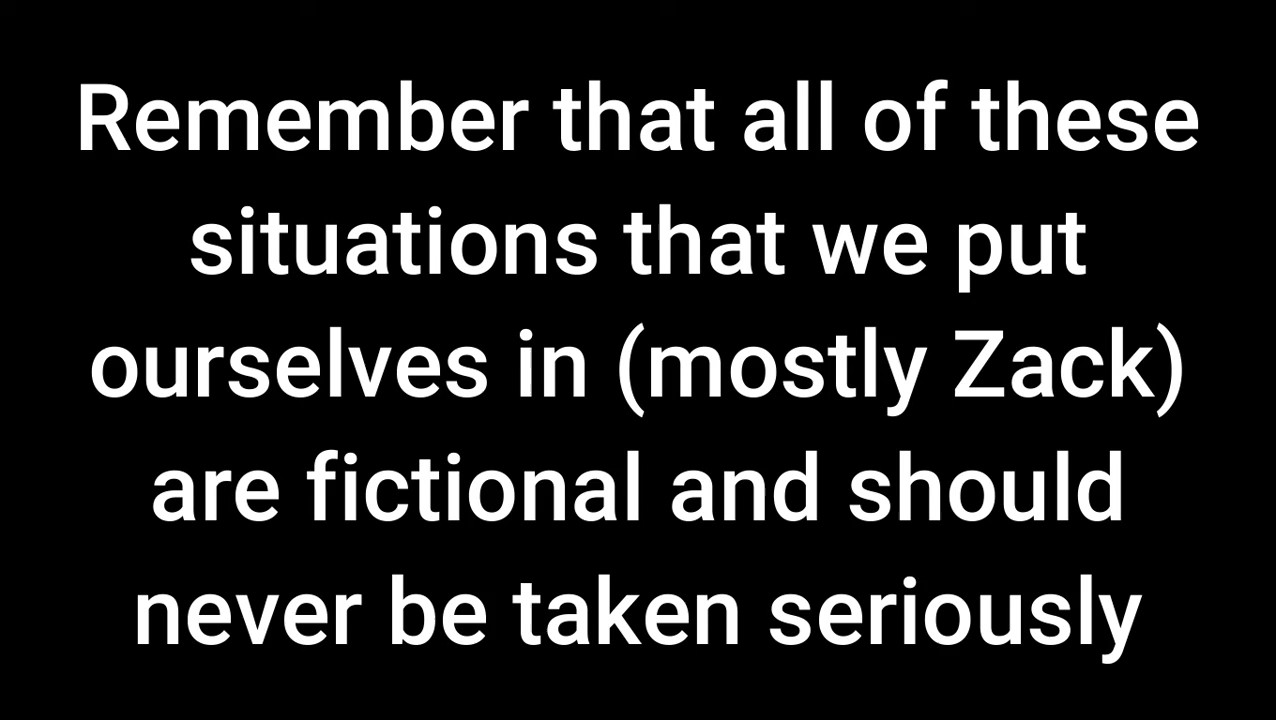 Remember that all of these
situations that we put
ourselves in (mostly Zack)
are fictional and should
never be taken seriously